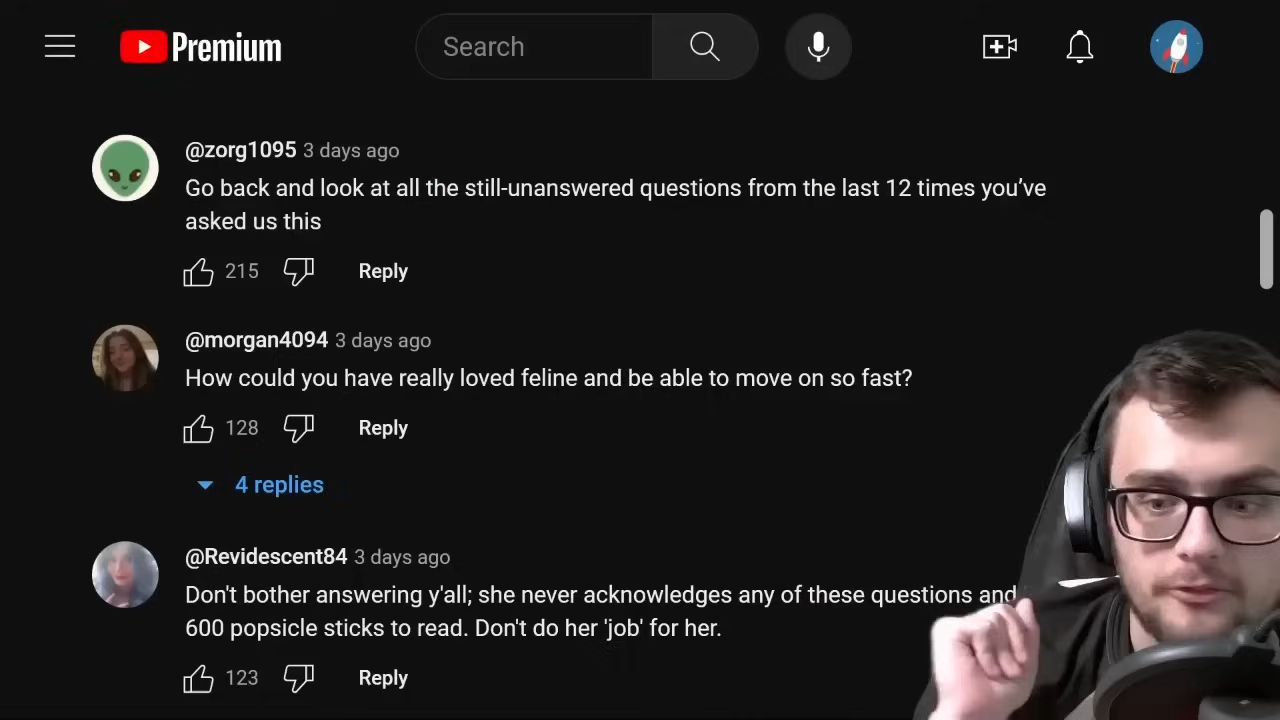 Premium
Search
@zorg1095 3 days ago
Go back and look at all the still-unanswered questions from the last 12 times you’ve
asked us this
215 Reply
@morgan4094 3 days ago
How could you have really loved feline and be able to move on so fast?
128 Reply
4 replies
@Revidescent84 3 days ago
Don't bother answering y'all; she never acknowledges any of these questions and
600 popsicle sticks to read. Don't do her 'job' for her.
123 Reply